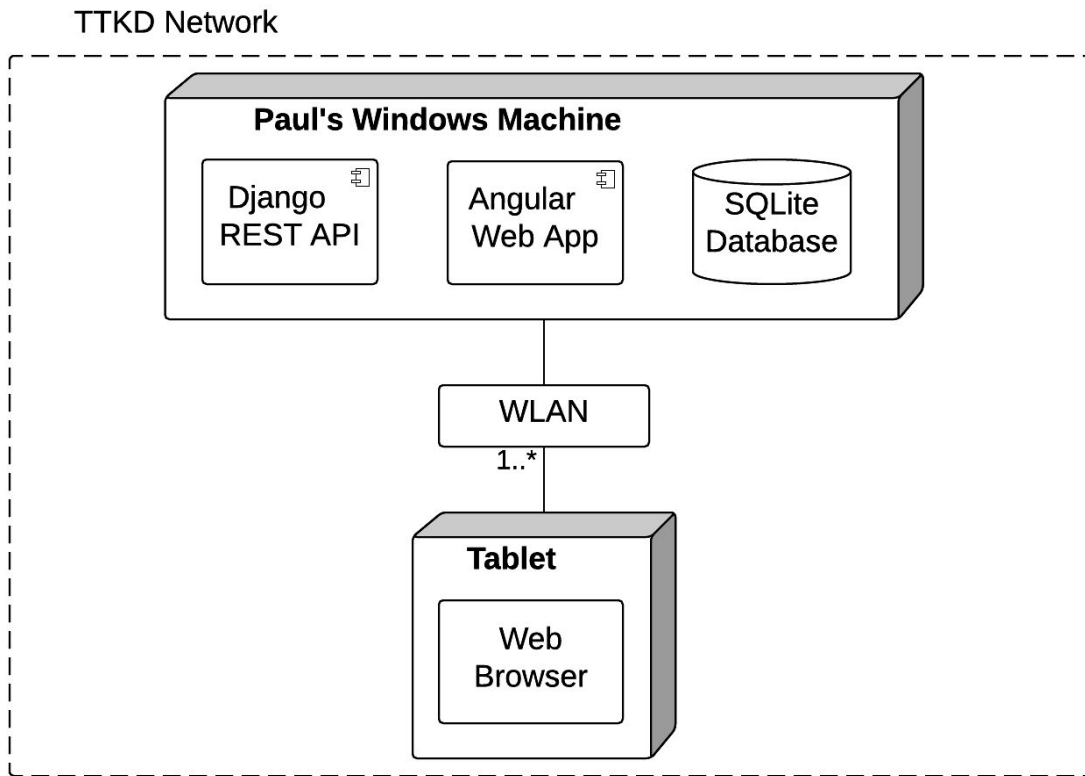 TTKD Network
Paul's Windows Machine
Django
REST API
Angular
Web App
SQLite
Database
WLAN
1..*
Tablet
Web
Browser